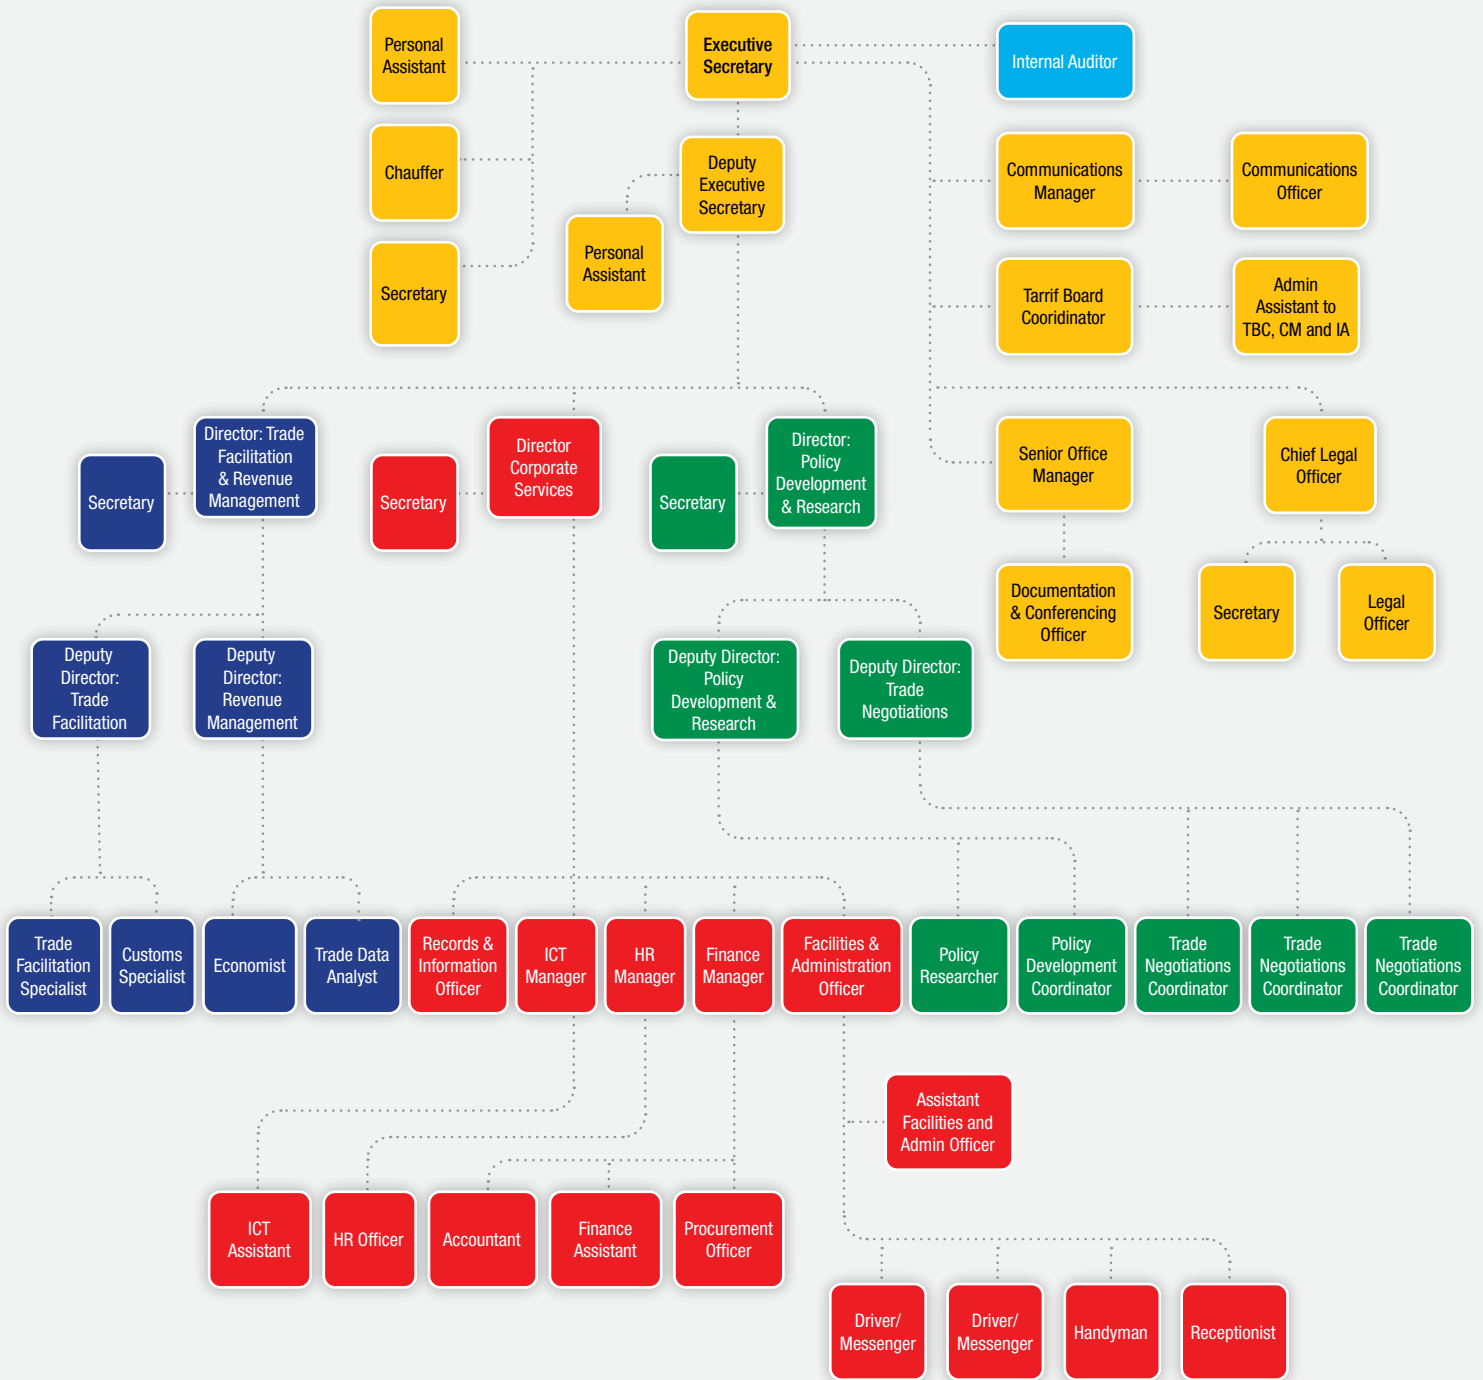 Personal
Assistant
Executive
Secretary
Internal Auditor
Chauffer
Deputy
Executive
Secretary
Communications
Manager
Communications
Officer
Secretary
Personal
Assistant
Tarrif Board
Cooridinator
Admin
Assistant to
TBC, CM and IA
Secretary
Director: Trade
Facilitation
& Revenue
Management
Secretary
Director
Corporate
Services
Secretary
Director:
Policy
Development
& Research
Senior Office
Manager
Chief Legal
Officer
Documentation
& Conferencing
Officer
Secretary
Legal
Officer
Deputy
Director:
Trade
Facilitation
Deputy
Director:
Revenue
Management
Deputy Director:
Policy
Development &
Research
Deputy Director:
Trade
Negotiations
Trade
Facilitation
Specialist
Customs
Specialist
Economist
Trade Data
Analyst
Records &
Information
Officer
ICT
Manager
HR
Manager
Finance
Manager
Facilities &
Administration
Officer
Policy
Researcher
Policy
Development
Coordinator
Trade
Negotiations
Coordinator
Trade
Negotiations
Coordinator
Trade
Negotiations
Coordinator
Assistant
Facilities and
Admin Officer
ICT
Assistant
HR Officer
Accountant
Finance
Assistant
Procurement
Officer
Driver/
Messenger
Driver/
Messenger
Handyman
Receptionist